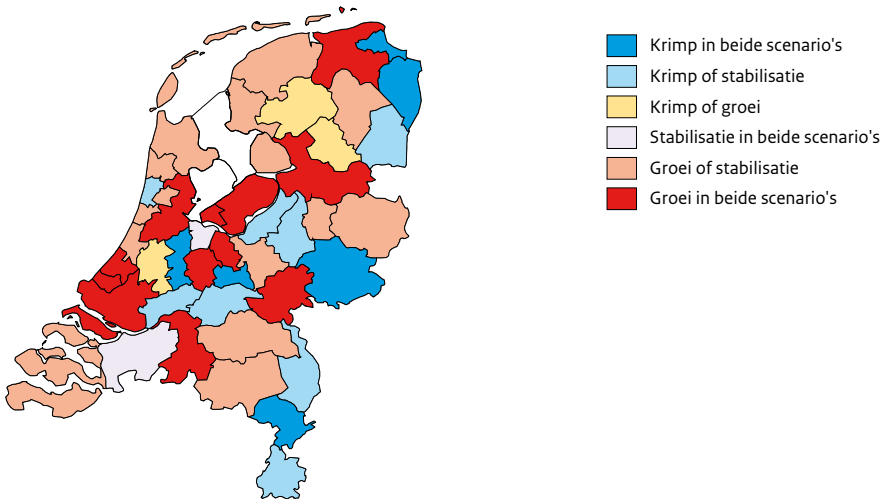 Krimp in beide scenario's
Krimp of stabilisatie
Krimp of groei
Stabilisatie in beide scenario's
Groei of stabilisatie
Groei in beide scenario's